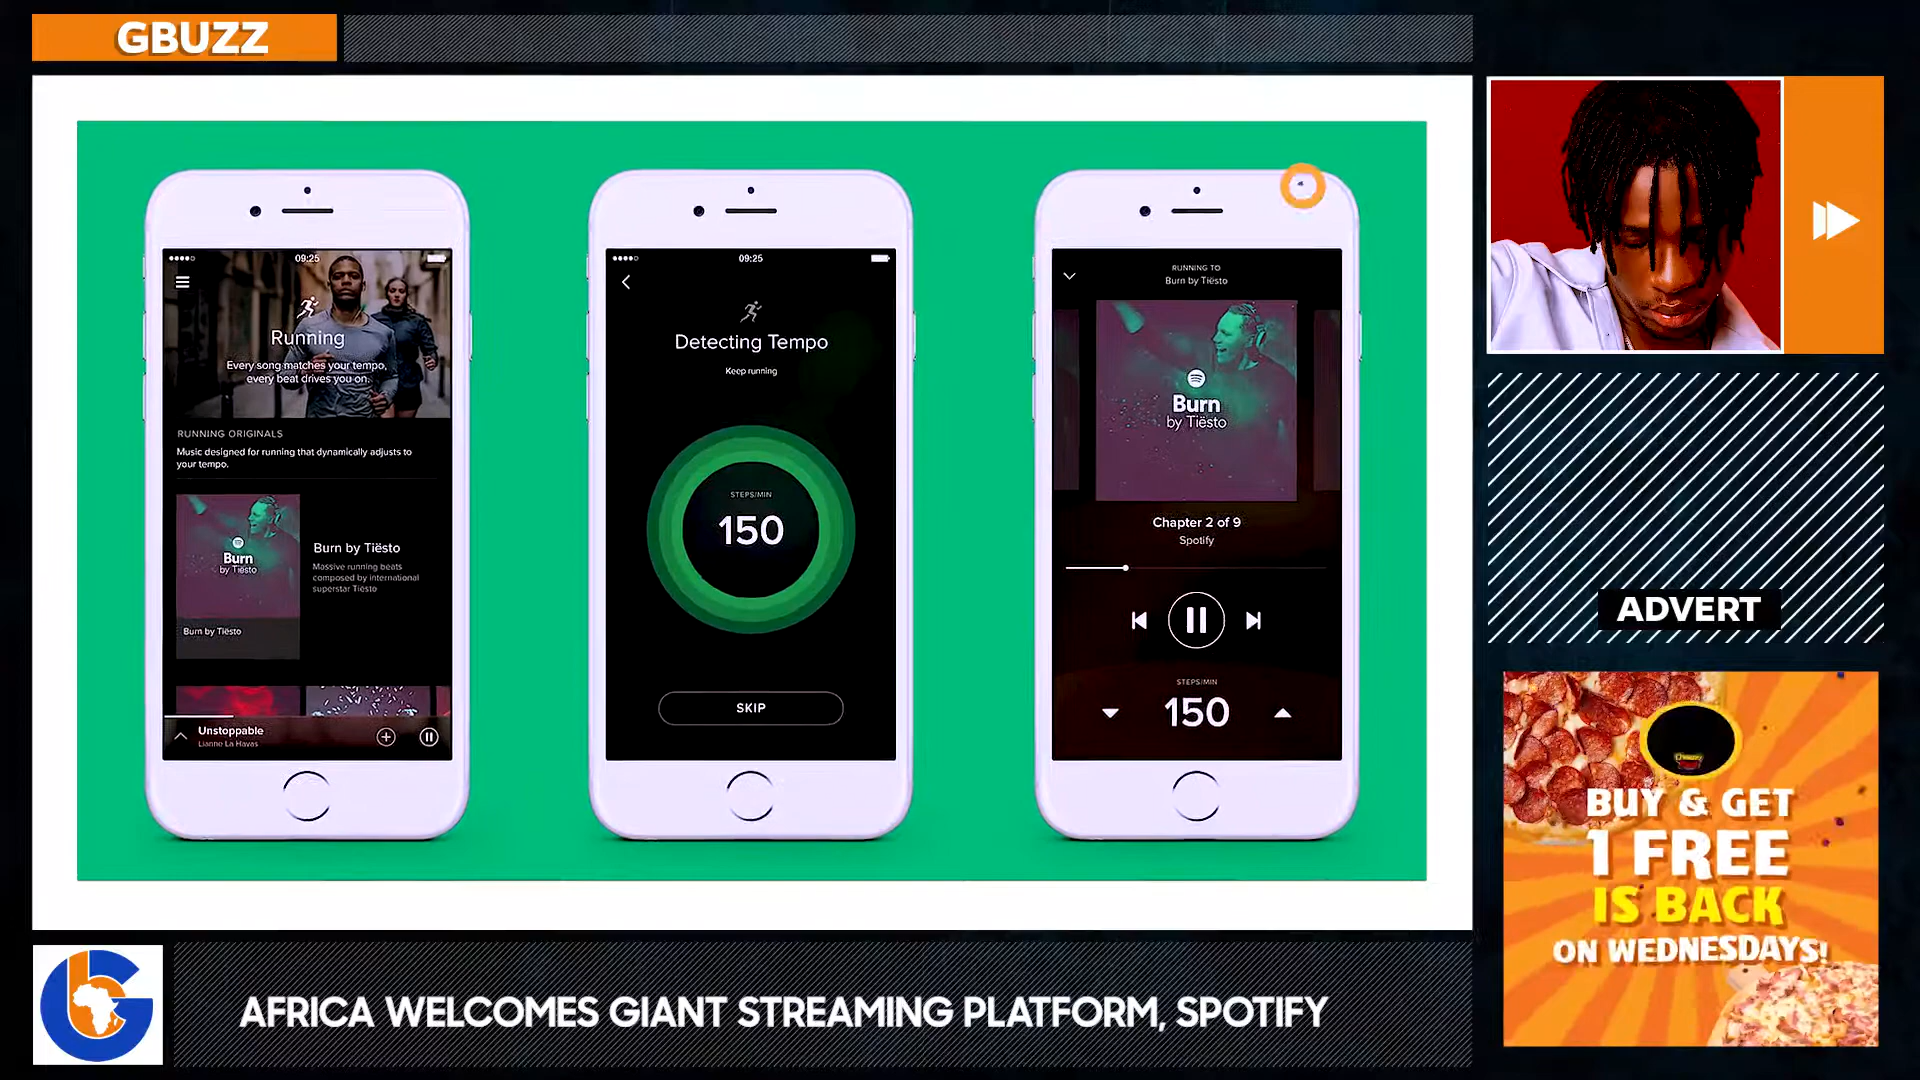 GBUZZ
09:25
Running
Every song matches your tempo,
every beat drives you on.
RUNNING ORIGINALS
Music designed for running that dynamically adjusts to
your tempo.
Burn
by Tiësto
Burn by Tiësto
Burn by Tiësto
Massive running beats
composed by international
superstar Tiësto
Unstoppable
Lianne La Havas
09:25
Detecting Tempo
Keep running
STEPS/MIN
150
SKIP
RUNNING TO
Burn by Tiësto
Burn
by Tiësto
Chapter 2 of 9
Spotify
STEPS/MIN
150
ADVERT
BUY & GET
1 FREE
IS BACK
ON WEDNESDAYS!
AFRICA WELCOMES GIANT STREAMING PLATFORM, SPOTIFY